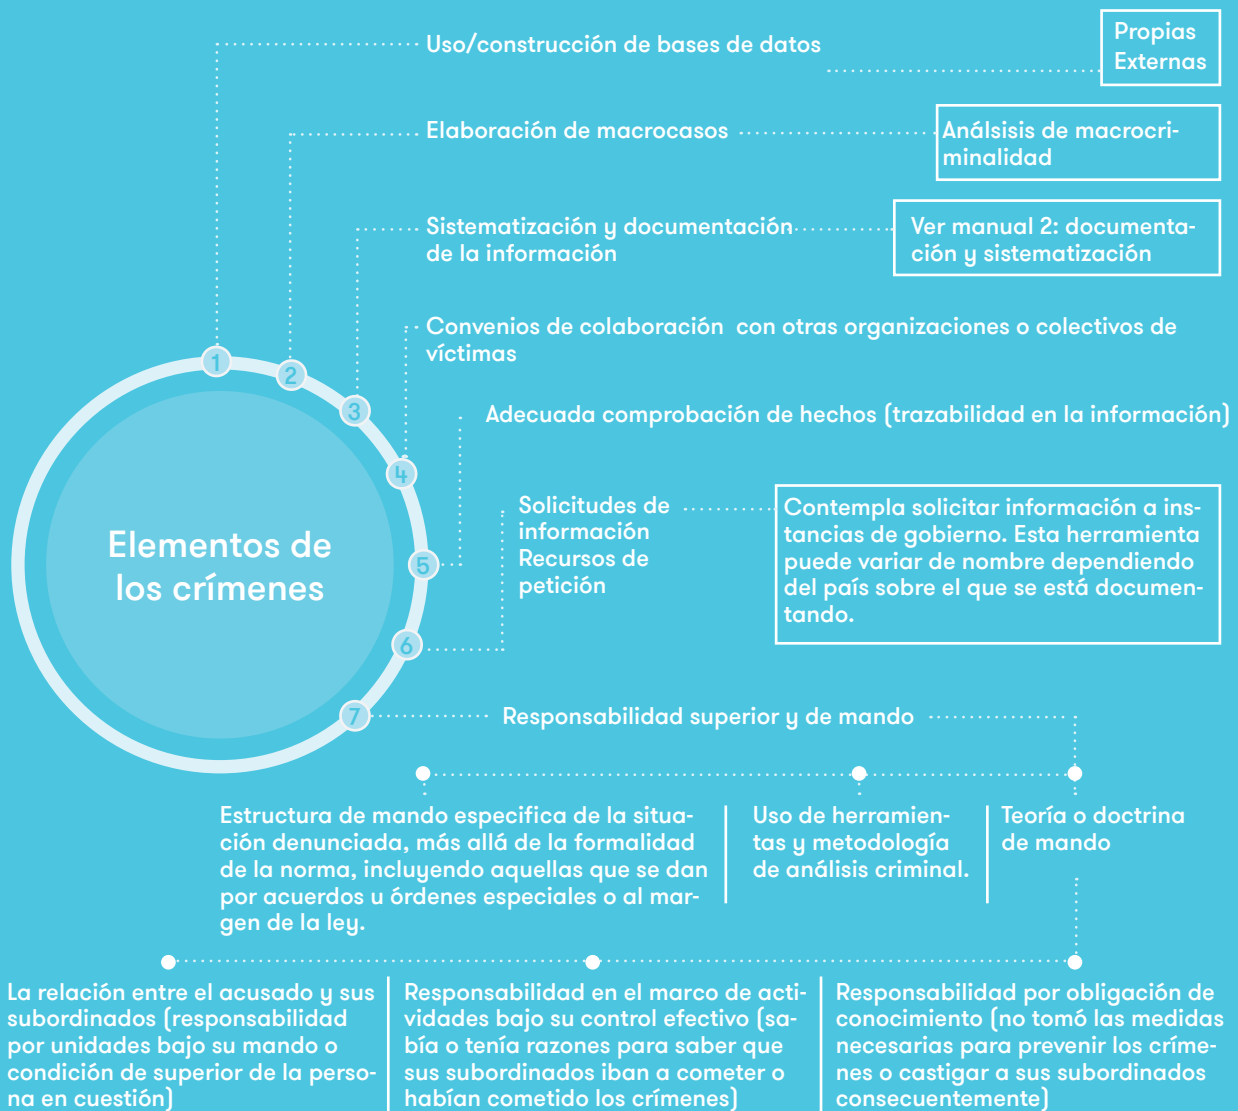 Uso/construcción de bases de datos
Propias
Externas
Elaboración de macrocasos
Análsisis de macrocri-
minalidad
Sistematización y documentación
de la información
Ver manual 2: documenta-
ción y sistematización
Convenios de colaboración con otras organizaciones o colectivos de
víctimas
1
2
3
4
5
6
7
Adecuada comprobación de hechos (trazabilidad en la información)
Elementos de
los crímenes
Solicitudes de
información
Recursos de
petición
Contempla solicitar información a ins-
tancias de gobierno. Esta herramienta
puede variar de nombre dependiendo
del país sobre el que se está documen-
tando.
Responsabilidad superior y de mando
Estructura de mando especifica de la situa-
ción denunciada, más allá de la formalidad
de la norma, incluyendo aquellas que se dan
por acuerdos u órdenes especiales o al mar-
gen de la ley.
Uso de herramien-
tas y metodología
de análisis criminal.
Teoría o doctrina
de mando
La relación entre el acusado y sus
subordinados (responsabilidad
por unidades bajo su mando o
condición de superior de la perso-
na en cuestión)
Responsabilidad en el marco de acti-
vidades bajo su control efectivo (sa-
bía o tenía razones para saber que
sus subordinados iban a cometer o
habían cometido los crímenes)
Responsabilidad por obligación de
conocimiento (no tomó las medidas
necesarias para prevenir los críme-
nes o castigar a sus subordinados
consecuentemente)